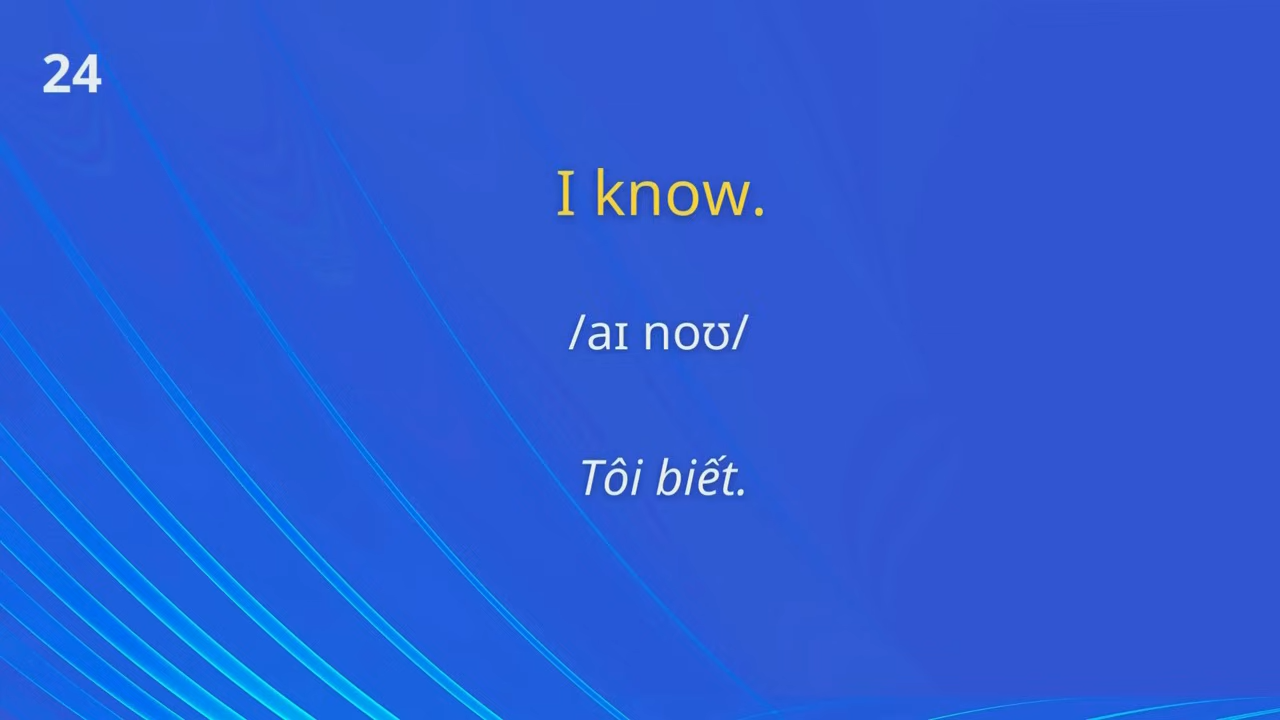 24
I know.
/aɪ noʊ/
Tôi biết.